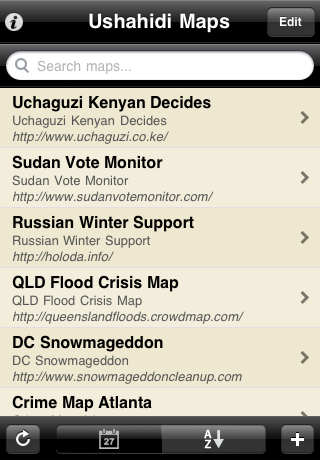 Ushahidi Maps
Edit
Search maps...
Uchaguzi Kenyan Decides
Uchaguzi Kenyan Decides
http://www.uchaguzi.co.ke/
Sudan Vote Monitor
Sudan Vote Monitor
http://www.sudanvotemonitor.com/
Russian Winter Support
Russian Winter Support
http://holoda.info/
QLD Flood Crisis Map
QLD Flood Crisis Map
http://queenslandfloods.crowdmap.com/
DC Snowmageddon
DC Snowmageddon
http://www.snowmageddoncleanup.com
Crime Map Atlanta
27
A
Z